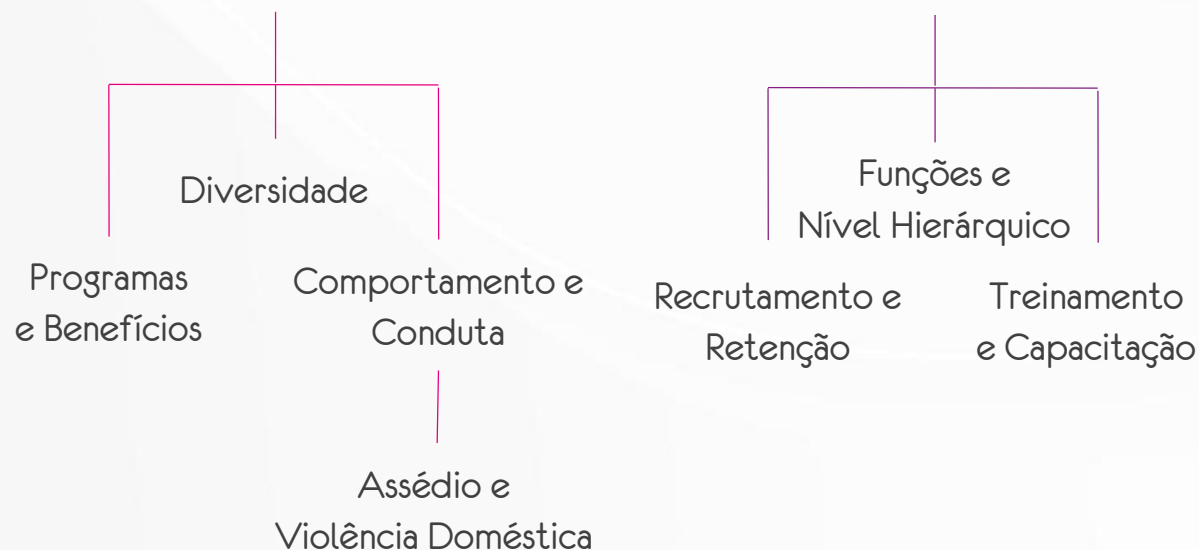 Diversidade
Programas
e Benefícios
Comportamento e
Conduta
Assédio e
Violência Doméstica
Funções e
Nível Hierárquico
Recrutamento e
Retenção
Treinamento
e Capacitação